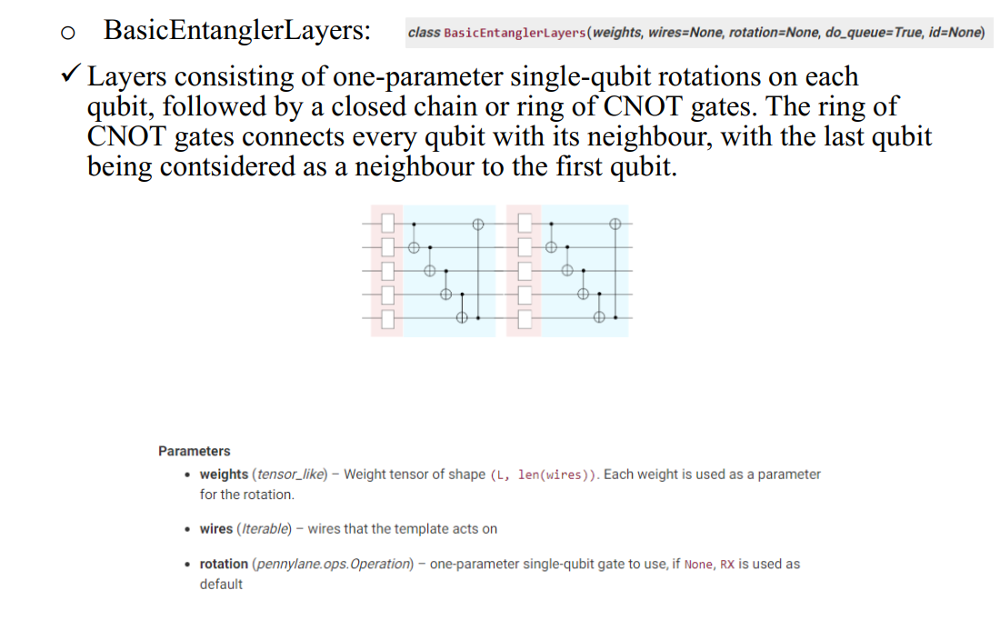 o BasicEntanglerLayers: class BasicEntanglerLayers(weights, wires=None, rotation=None, do_queue=True, id=None)
✓ Layers consisting of one-parameter single-qubit rotations on each
qubit, followed by a closed chain or ring of CNOT gates. The ring of
CNOT gates connects every qubit with its neighbour, with the last qubit
being contsidered as a neighbour to the first qubit.
Parameters
• weights (tensor_like) – Weight tensor of shape (L, len(wires)). Each weight is used as a parameter
for the rotation.
• wires (Iterable) – wires that the template acts on
• rotation (pennylane.ops.Operation) – one-parameter single-qubit gate to use, if None, RX is used as
default